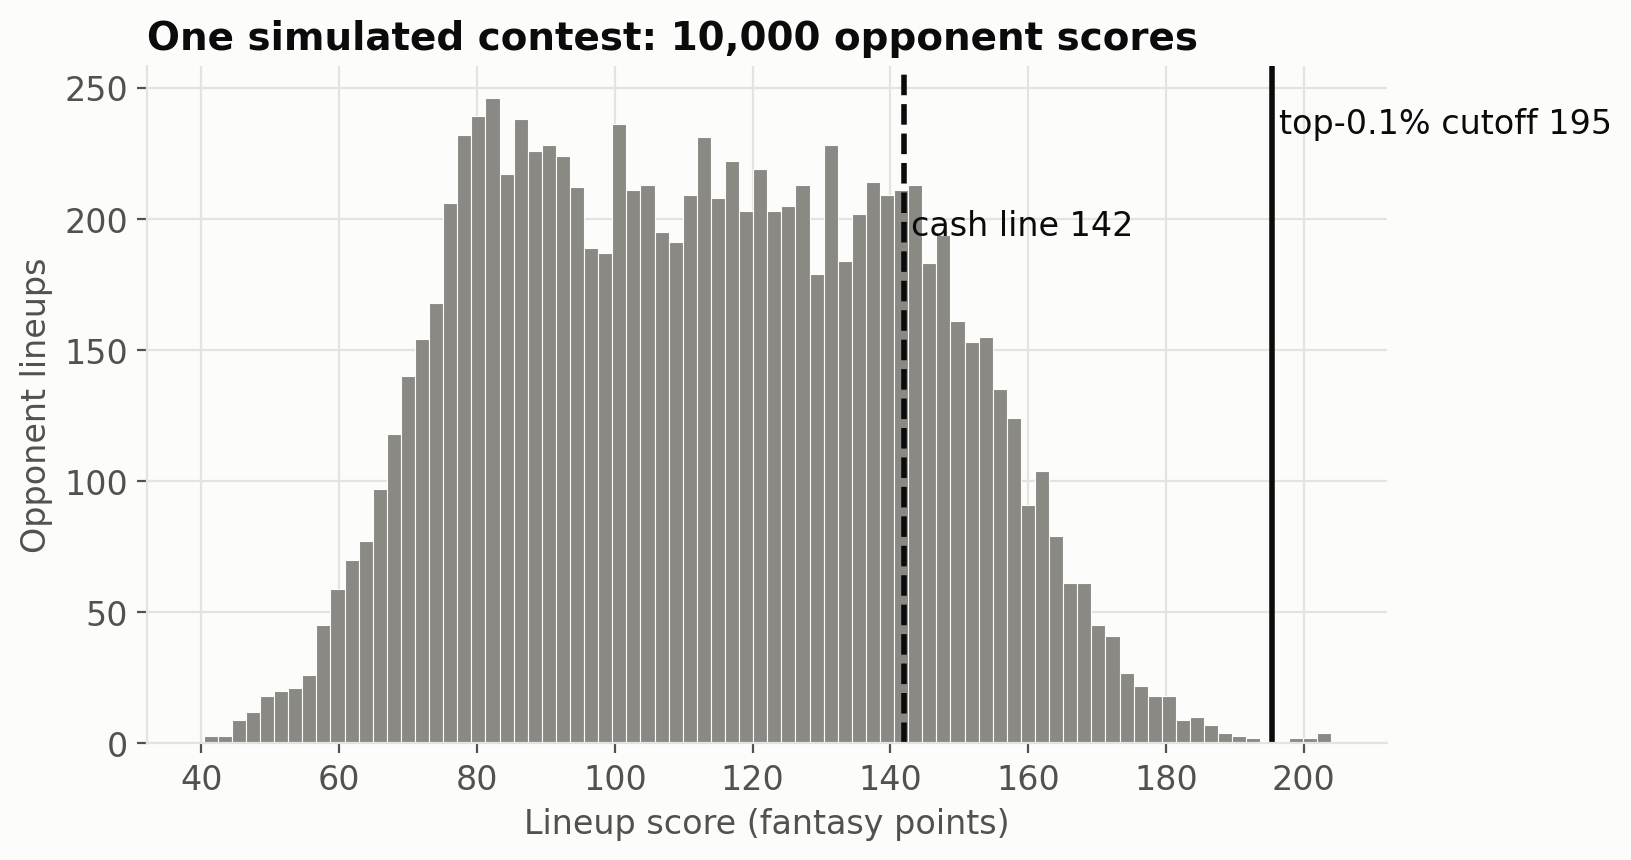 One simulated contest: 10,000 opponent scores
250
200
150
100
50
0
Opponent lineups
top-0.1% cutoff 195
cash line 142
40 60 80 100 120 140 160 180 200
Lineup score (fantasy points)